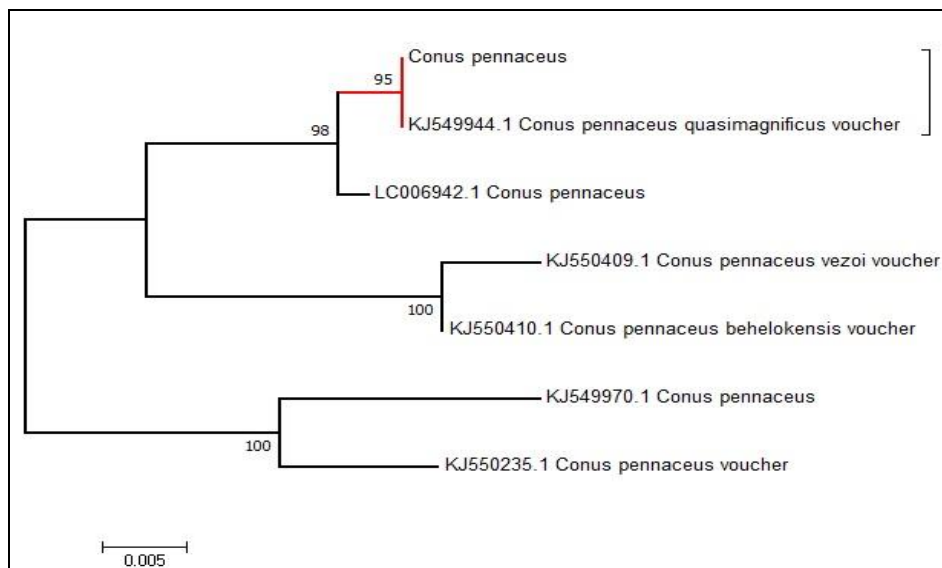 Conus pennaceus
95
KJ549944.1 Conus pennaceus quasimagnificus voucher
98
LC006942.1 Conus pennaceus
KJ550409.1 Conus pennaceus vezoi voucher
100
KJ550410.1 Conus pennaceus behelokensis voucher
KJ549970.1 Conus pennaceus
100
KJ550235.1 Conus pennaceus voucher
0.005